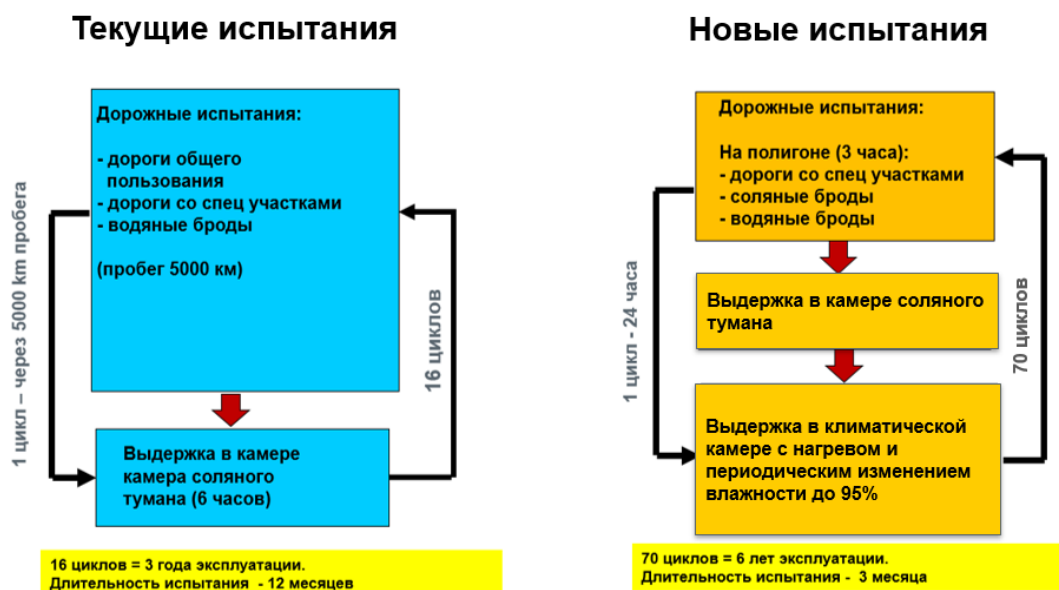 Текущие испытания
Дорожные испытания:
- дороги общего
пользования
- дороги со спец участками
- водяные броды
(пробег 5000 км)
1 цикл – через 5000 km пробега
16 циклов
Выдержка в камере
камера соляного
тумана (6 часов)
16 циклов = 3 года эксплуатации.
Длительность испытания - 12 месяцев
Новые испытания
Дорожные испытания:
На полигоне (3 часа):
- дороги со спец участками
- соляные броды
- водяные броды
1 цикл - 24 часа
70 циклов
Выдержка в камере соляного
тумана
Выдержка в климатической
камере с нагревом и
периодическим изменением
влажности до 95%
70 циклов = 6 лет эксплуатации.
Длительность испытания - 3 месяца